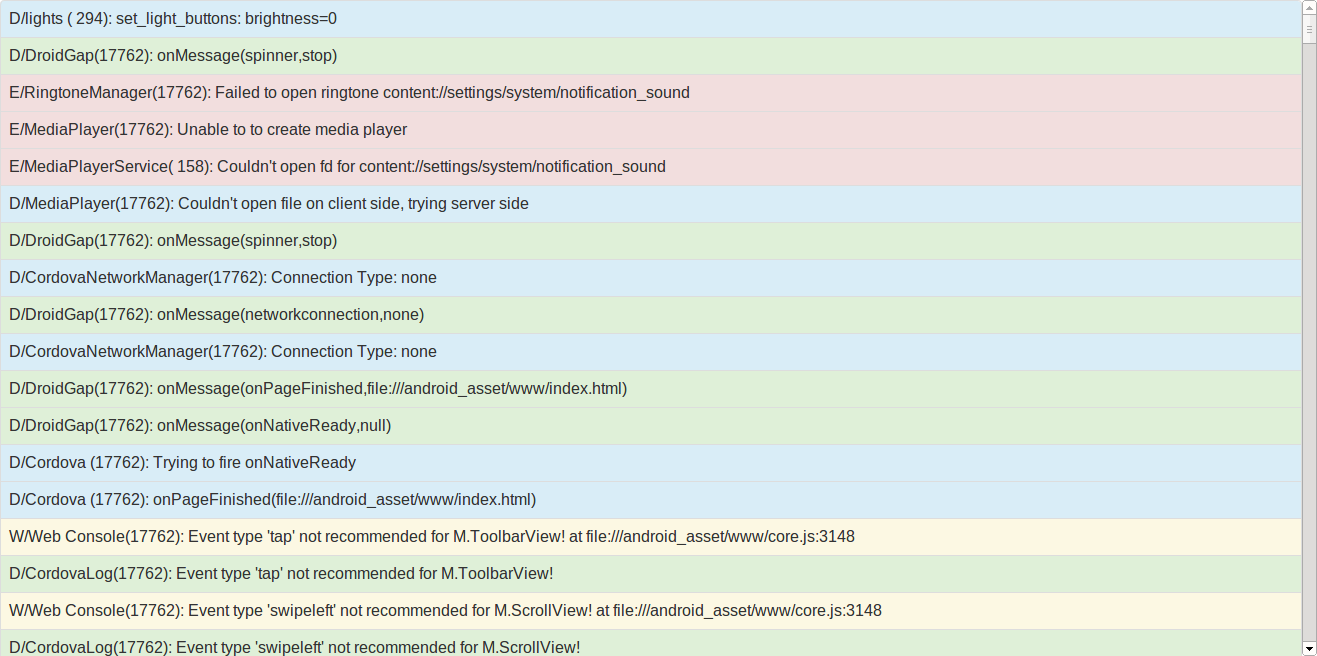 D/lights ( 294): set_light_buttons: brightness=0
D/DroidGap(17762): onMessage(spinner,stop)
E/RingtoneManager(17762): Failed to open ringtone content://settings/system/notification_sound
E/MediaPlayer(17762): Unable to to create media player
E/MediaPlayerService( 158): Couldn't open fd for content://settings/system/notification_sound
D/MediaPlayer(17762): Couldn't open file on client side, trying server side
D/DroidGap(17762): onMessage(spinner,stop)
D/CordovaNetworkManager(17762): Connection Type: none
D/DroidGap(17762): onMessage(networkconnection,none)
D/CordovaNetworkManager(17762): Connection Type: none
D/DroidGap(17762): onMessage(onPageFinished,file:///android_asset/www/index.html)
D/DroidGap(17762): onMessage(onNativeReady,null)
D/Cordova (17762): Trying to fire onNativeReady
D/Cordova (17762): onPageFinished(file:///android_asset/www/index.html)
W/Web Console(17762): Event type 'tap' not recommended for M.ToolbarView! at file:///android_asset/www/core.js:3148
D/CordovaLog(17762): Event type 'tap' not recommended for M.ToolbarView!
W/Web Console(17762): Event type 'swipeleft' not recommended for M.ScrollView! at file:///android_asset/www/core.js:3148
D/CordovaLog(17762): Event type 'swipeleft' not recommended for M.ScrollView!